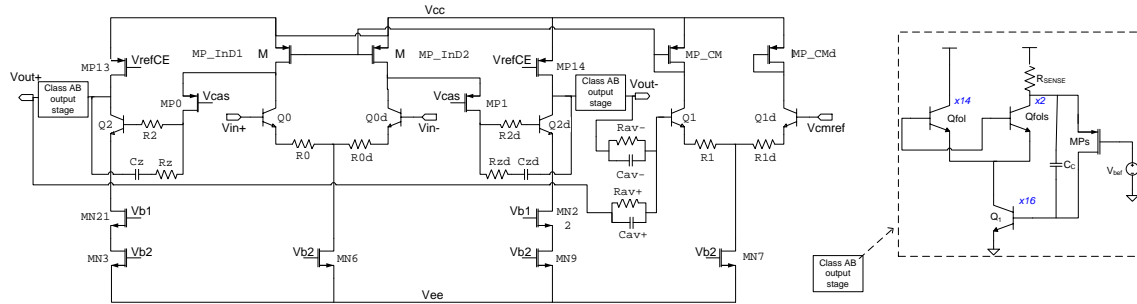 Vcc
MP_InD1
M
M
MP_InD2
VrefCE
MP13
VrefCE
MP14
MP_CM
MP_CMd
Vout+
Class AB
output
stage
MP0
Vcas
Vcas
MP1
Class AB
output
stage
Vout-
Q2
R2
Q0
Vin+
Q0d
Vin-
R2d
Q2d
Rav-
Cav-
Q1
Q1d
Vcmref
R0
R0d
R1
R1d
Cz
Rz
Rzd
Czd
Rav+
Cav+
MN21
Vb1
Vb1
MN2
2
MN3
Vb2
Vb2
MN6
Vb2
MN9
Vb2
MN7
Vee
RSENSE
x14
x2
Qfol
Qfols
MPs
CC
Vbef
x16
Q1
Class AB
output
stage